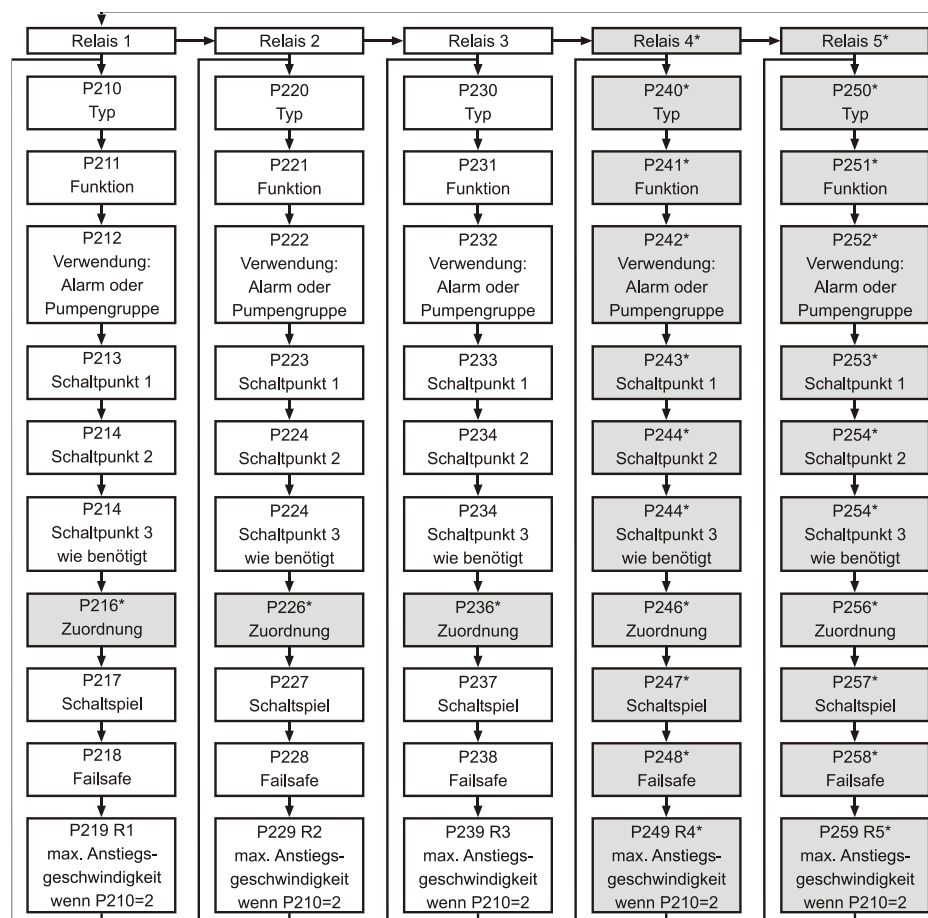 Relais 1
Relais 2
Relais 3
Relais 4*
Relais 5*
P210
Typ
P220
Typ
P230
Typ
P240*
Typ
P250*
Typ
P211
Funktion
P221
Funktion
P231
Funktion
P241*
Funktion
P251*
Funktion
P212
Verwendung:
Alarm oder
Pumpengruppe
P222
Verwendung:
Alarm oder
Pumpengruppe
P232
Verwendung:
Alarm oder
Pumpengruppe
P242*
Verwendung:
Alarm oder
Pumpengruppe
P252*
Verwendung:
Alarm oder
Pumpengruppe
P213
Schaltpunkt 1
P223
Schaltpunkt 1
P233
Schaltpunkt 1
P243*
Schaltpunkt 1
P253*
Schaltpunkt 1
P214
Schaltpunkt 2
P224
Schaltpunkt 2
P234
Schaltpunkt 2
P244*
Schaltpunkt 2
P254*
Schaltpunkt 2
P214
Schaltpunkt 3
wie benötigt
P224
Schaltpunkt 3
wie benötigt
P234
Schaltpunkt 3
wie benötigt
P244*
Schaltpunkt 3
wie benötigt
P254*
Schaltpunkt 3
wie benötigt
P216*
Zuordnung
P226*
Zuordnung
P236*
Zuordnung
P246*
Zuordnung
P256*
Zuordnung
P217
Schaltspiel
P227
Schaltspiel
P237
Schaltspiel
P247*
Schaltspiel
P257*
Schaltspiel
P218
Failsafe
P228
Failsafe
P238
Failsafe
P248*
Failsafe
P258*
Failsafe
P219 R1
max. Anstiegs-
geschwindigkeit
wenn P210=2
P229 R2
max. Anstiegs-
geschwindigkeit
wenn P210=2
P239 R3
max. Anstiegs-
geschwindigkeit
wenn P210=2
P249 R4*
max. Anstiegs-
geschwindigkeit
wenn P210=2
P259 R5*
max. Anstiegs-
geschwindigkeit
wenn P210=2